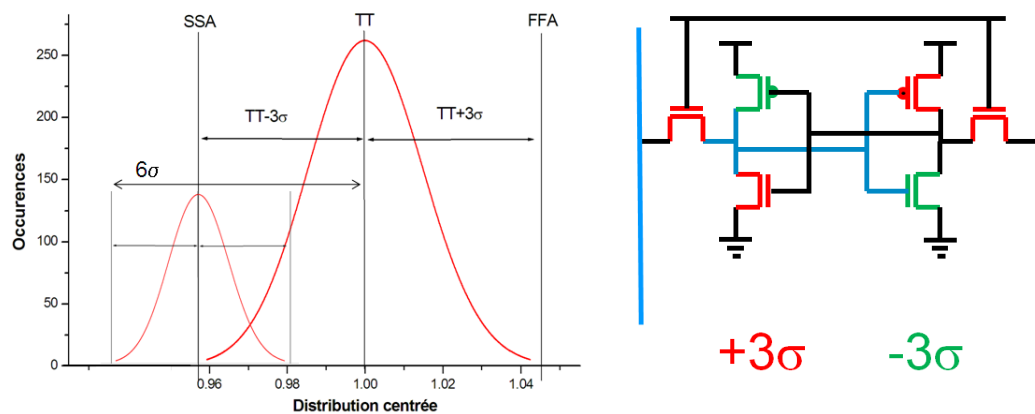 SSA TT FFA
250
200
150
100
50
0
TT-3σ
TT+3σ
6σ
Occurences
0.96 0.98 1.00 1.02 1.04
Distribution centrée
+3σ -3σ